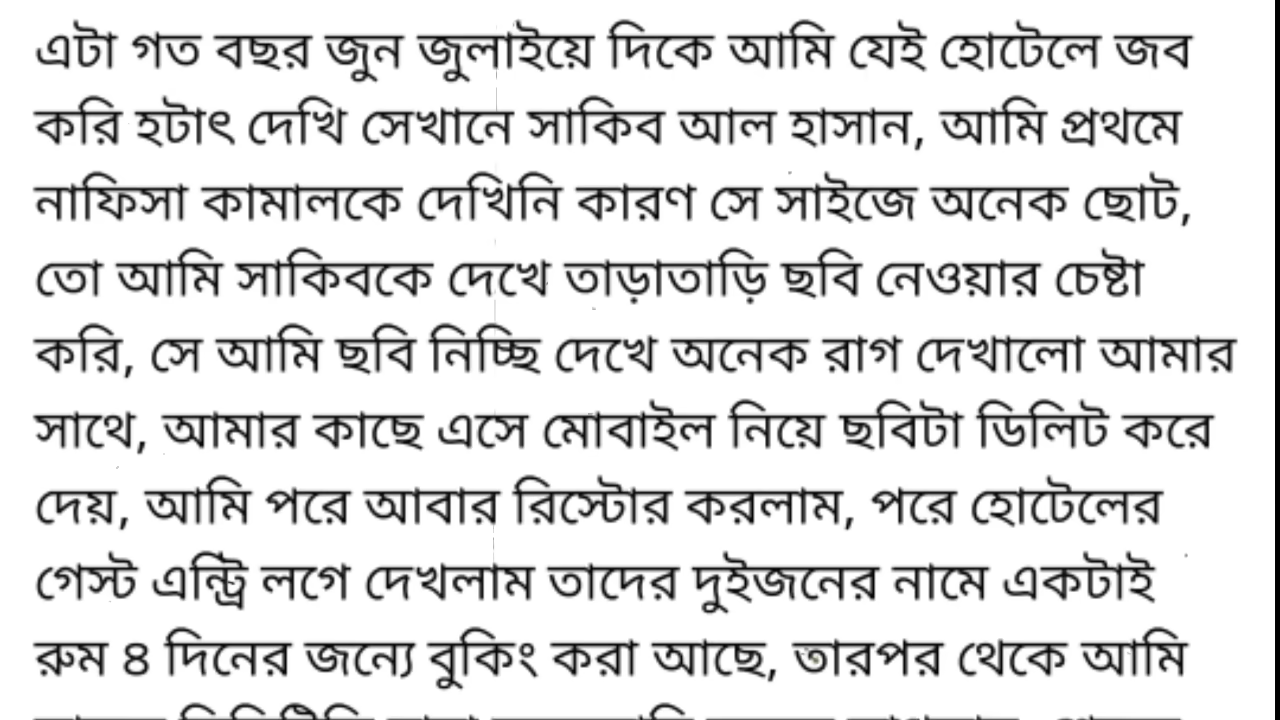 এটা গত বছর জুন জুলাইয়ে দিকে আমি যেই হোটেলে জব
করি হটাৎ দেখি সেখানে সাকিব আল হাসান, আমি প্রথমে
নাফিসা কামালকে দেখিনি কারণ সে সাইজে অনেক ছোট,
তো আমি সাকিবকে দেখে তাড়াতাড়ি ছবি নেওয়ার চেষ্টা
করি, সে আমি ছবি নিচ্ছি দেখে অনেক রাগ দেখালো আমার
সাথে, আমার কাছে এসে মোবাইল নিয়ে ছবিটা ডিলিট করে
দেয়, আমি পরে আবার রিস্টোর করলাম, পরে হোটেলের
গেস্ট এন্ট্রি লগে দেখলাম তাদের দুইজনের নামে একটাই
রুম ৪ দিনের জন্যে বুকিং করা আছে, তারপর থেকে আমি